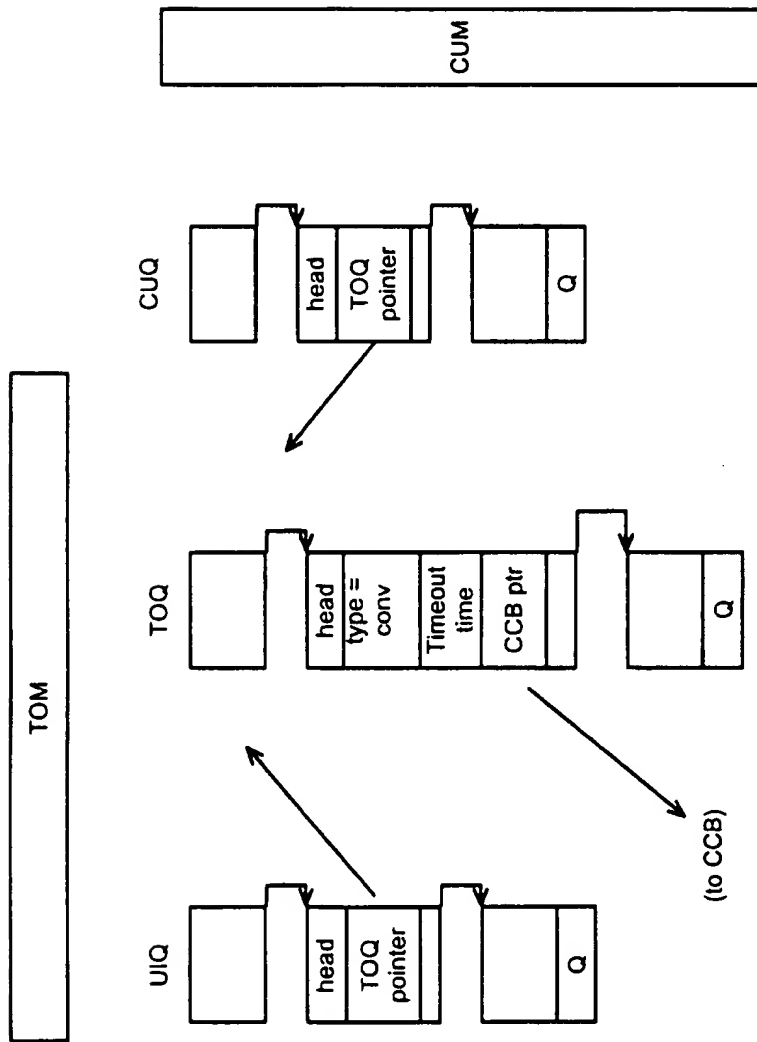 TOM
UIQ
head
TOQ
pointer
Q
TOQ
head
type =
conv
Timeout
time
CCB ptr
Q
(to CCB)
CUQ
head
TOQ
pointer
Q
CUM